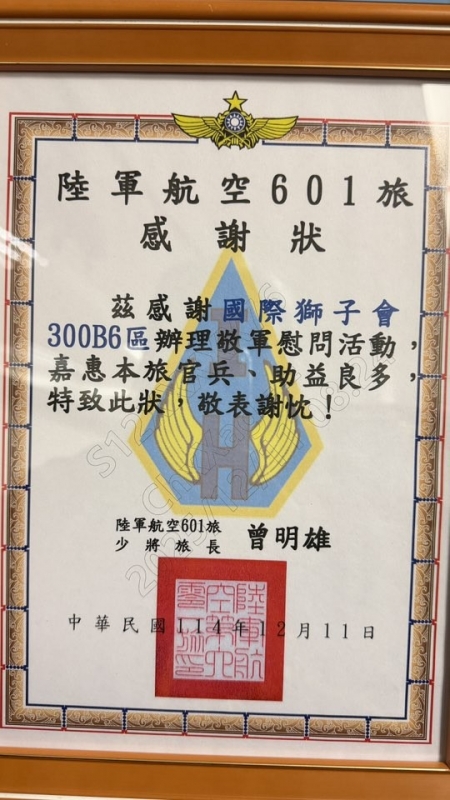 陸軍航空601旅
感謝狀
茲感謝國際獅子會
300B6區辦理敬軍慰問活動，
嘉惠本旅官兵、助益良多，
特致此狀，敬表謝忱！
陸軍航空601旅
少將旅長 曾明雄
中華民國114年12月11日